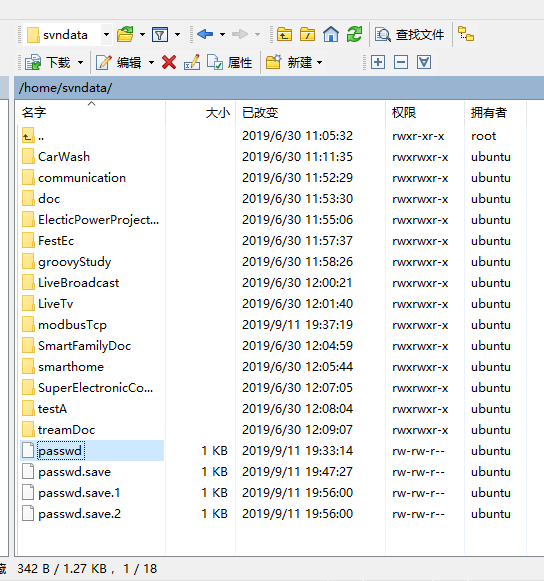 svndata 查找文件
下载 编辑 属性 新建
/home/svndata/
名字 大小 已改变 权限 拥有者
.. 2019/6/30 11:05:32 rwxr-xr-x root
CarWash 2019/6/30 11:11:35 rwxrwxr-x ubuntu
communication 2019/6/30 11:52:29 rwxrwxr-x ubuntu
doc 2019/6/30 11:53:30 rwxrwxr-x ubuntu
ElecticPowerProject... 2019/6/30 11:55:06 rwxrwxr-x ubuntu
FestEc 2019/6/30 11:57:37 rwxrwxr-x ubuntu
groovyStudy 2019/6/30 11:58:26 rwxrwxr-x ubuntu
LiveBroadcast 2019/6/30 12:00:21 rwxrwxr-x ubuntu
LiveTv 2019/6/30 12:01:40 rwxrwxr-x ubuntu
modbusTcp 2019/9/11 19:37:19 rwxrwxr-x ubuntu
SmartFamilyDoc 2019/6/30 12:04:59 rwxrwxr-x ubuntu
smarthome 2019/6/30 12:05:44 rwxrwxr-x ubuntu
SuperElectronicCo... 2019/6/30 12:07:05 rwxrwxr-x ubuntu
testA 2019/6/30 12:08:04 rwxrwxr-x ubuntu
treamDoc 2019/6/30 12:09:07 rwxrwxr-x ubuntu
passwd 1 KB 2019/9/11 19:33:14 rw-rw-r-- ubuntu
passwd.save 1 KB 2019/9/11 19:47:27 rw-rw-r-- ubuntu
passwd.save.1 1 KB 2019/9/11 19:56:00 rw-rw-r-- ubuntu
passwd.save.2 1 KB 2019/9/11 19:56:00 rw-rw-r-- ubuntu
342 B / 1.27 KB， 1 / 18